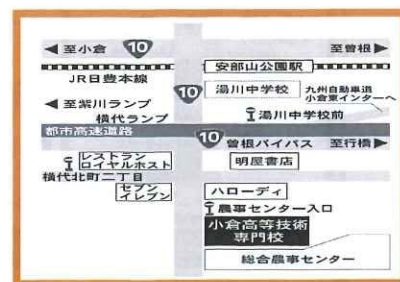 ◀至小倉 10 至曽根▶
安部山公園駅
JR日豊本線
10 湯川中学校 九州自動車道
小倉東インターへ
◀至紫川ランプ
横代ランプ
湯川中学校前
都市高速道路
10
曽根バイパス 至行橋▶
レストラン
ロイヤルホスト
明屋書店
横代北町二丁目
セブン
イレブン
ハローディ
農事センター入口
小倉高等技術
専門校
総合農事センター